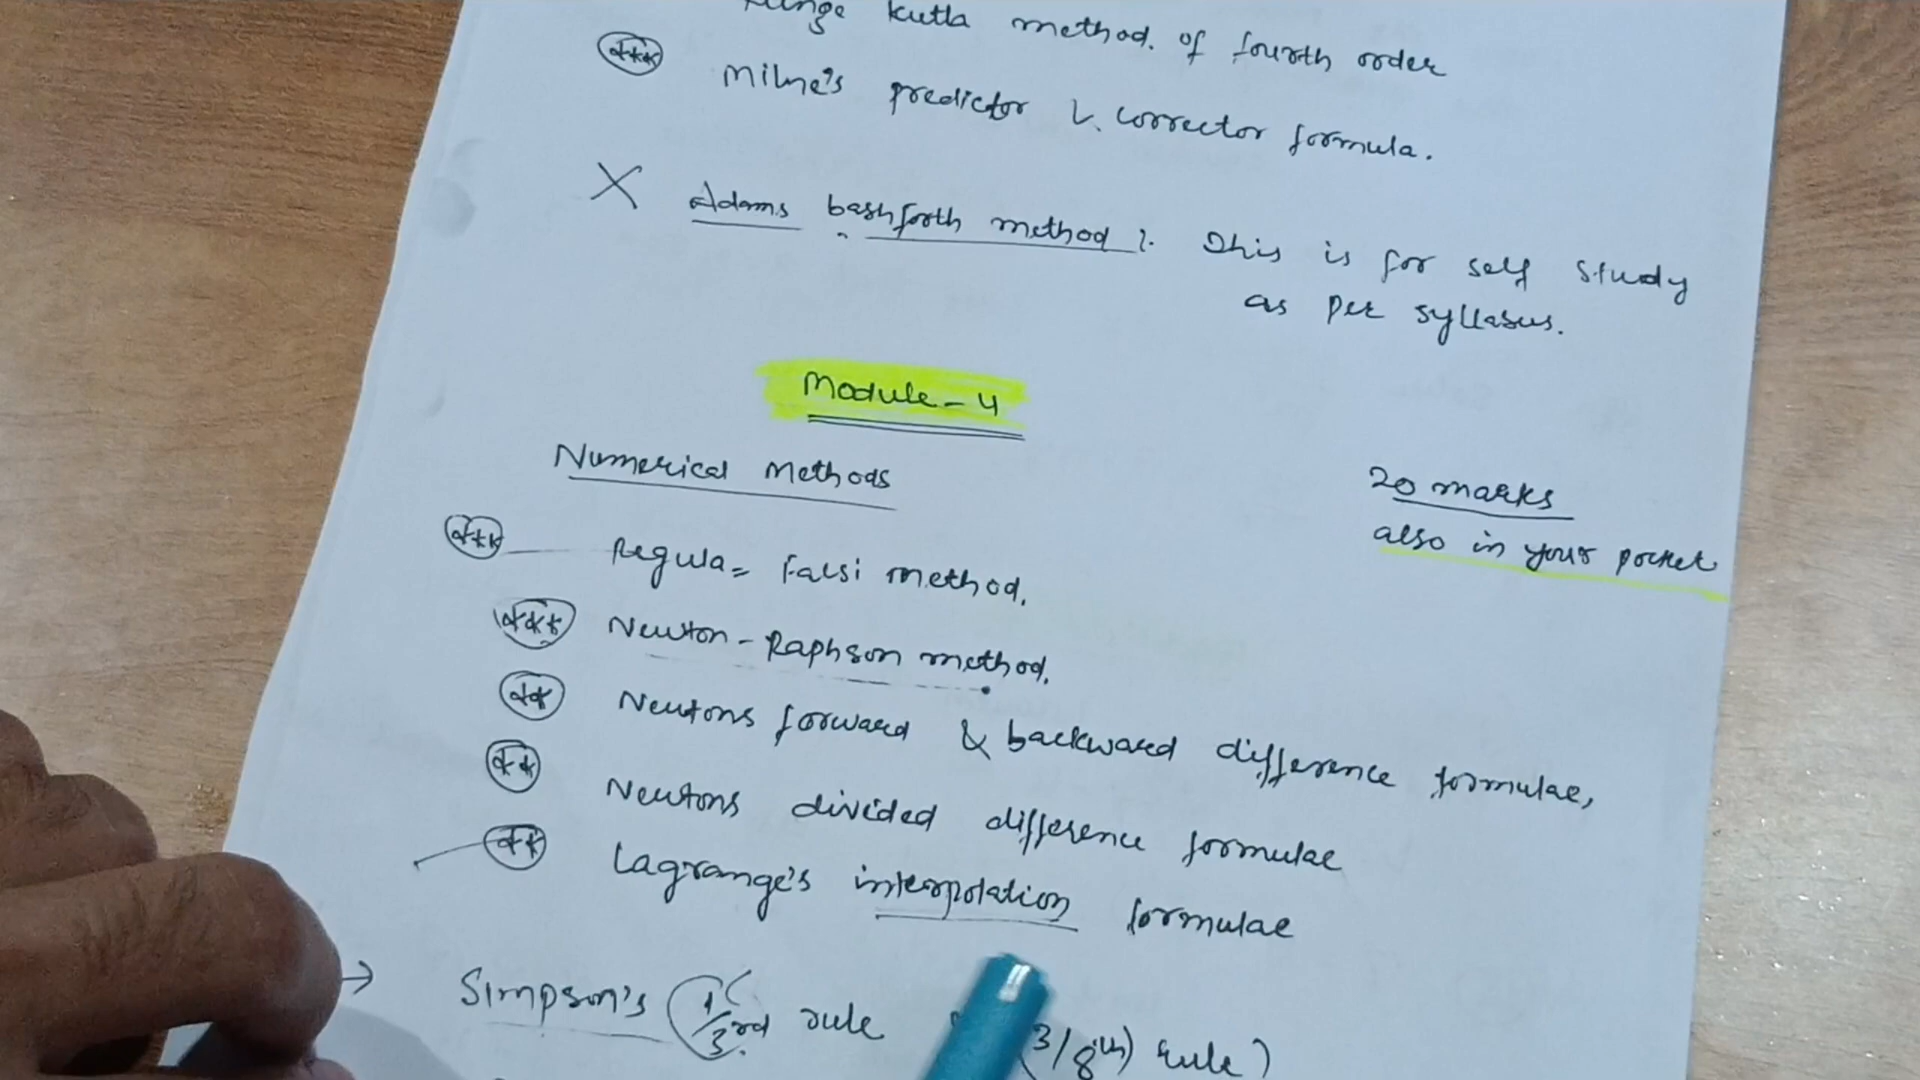 Runge kutta method. of fourth order
*** Milne's predictor & corrector formula.
X Adams bashforth method :- This is for self study
as per syllabus.
Module - 4
Numerical Methods
20 marks
also in your pocket
*** Regula = Falsi method.
*** Newton - Raphson method.
** Newtons forward & backward difference formulae,
** Newtons divided difference formulae
** Lagrange's interpolation formulae
→ Simpson's (1/3rd rule (3/8th) rule)